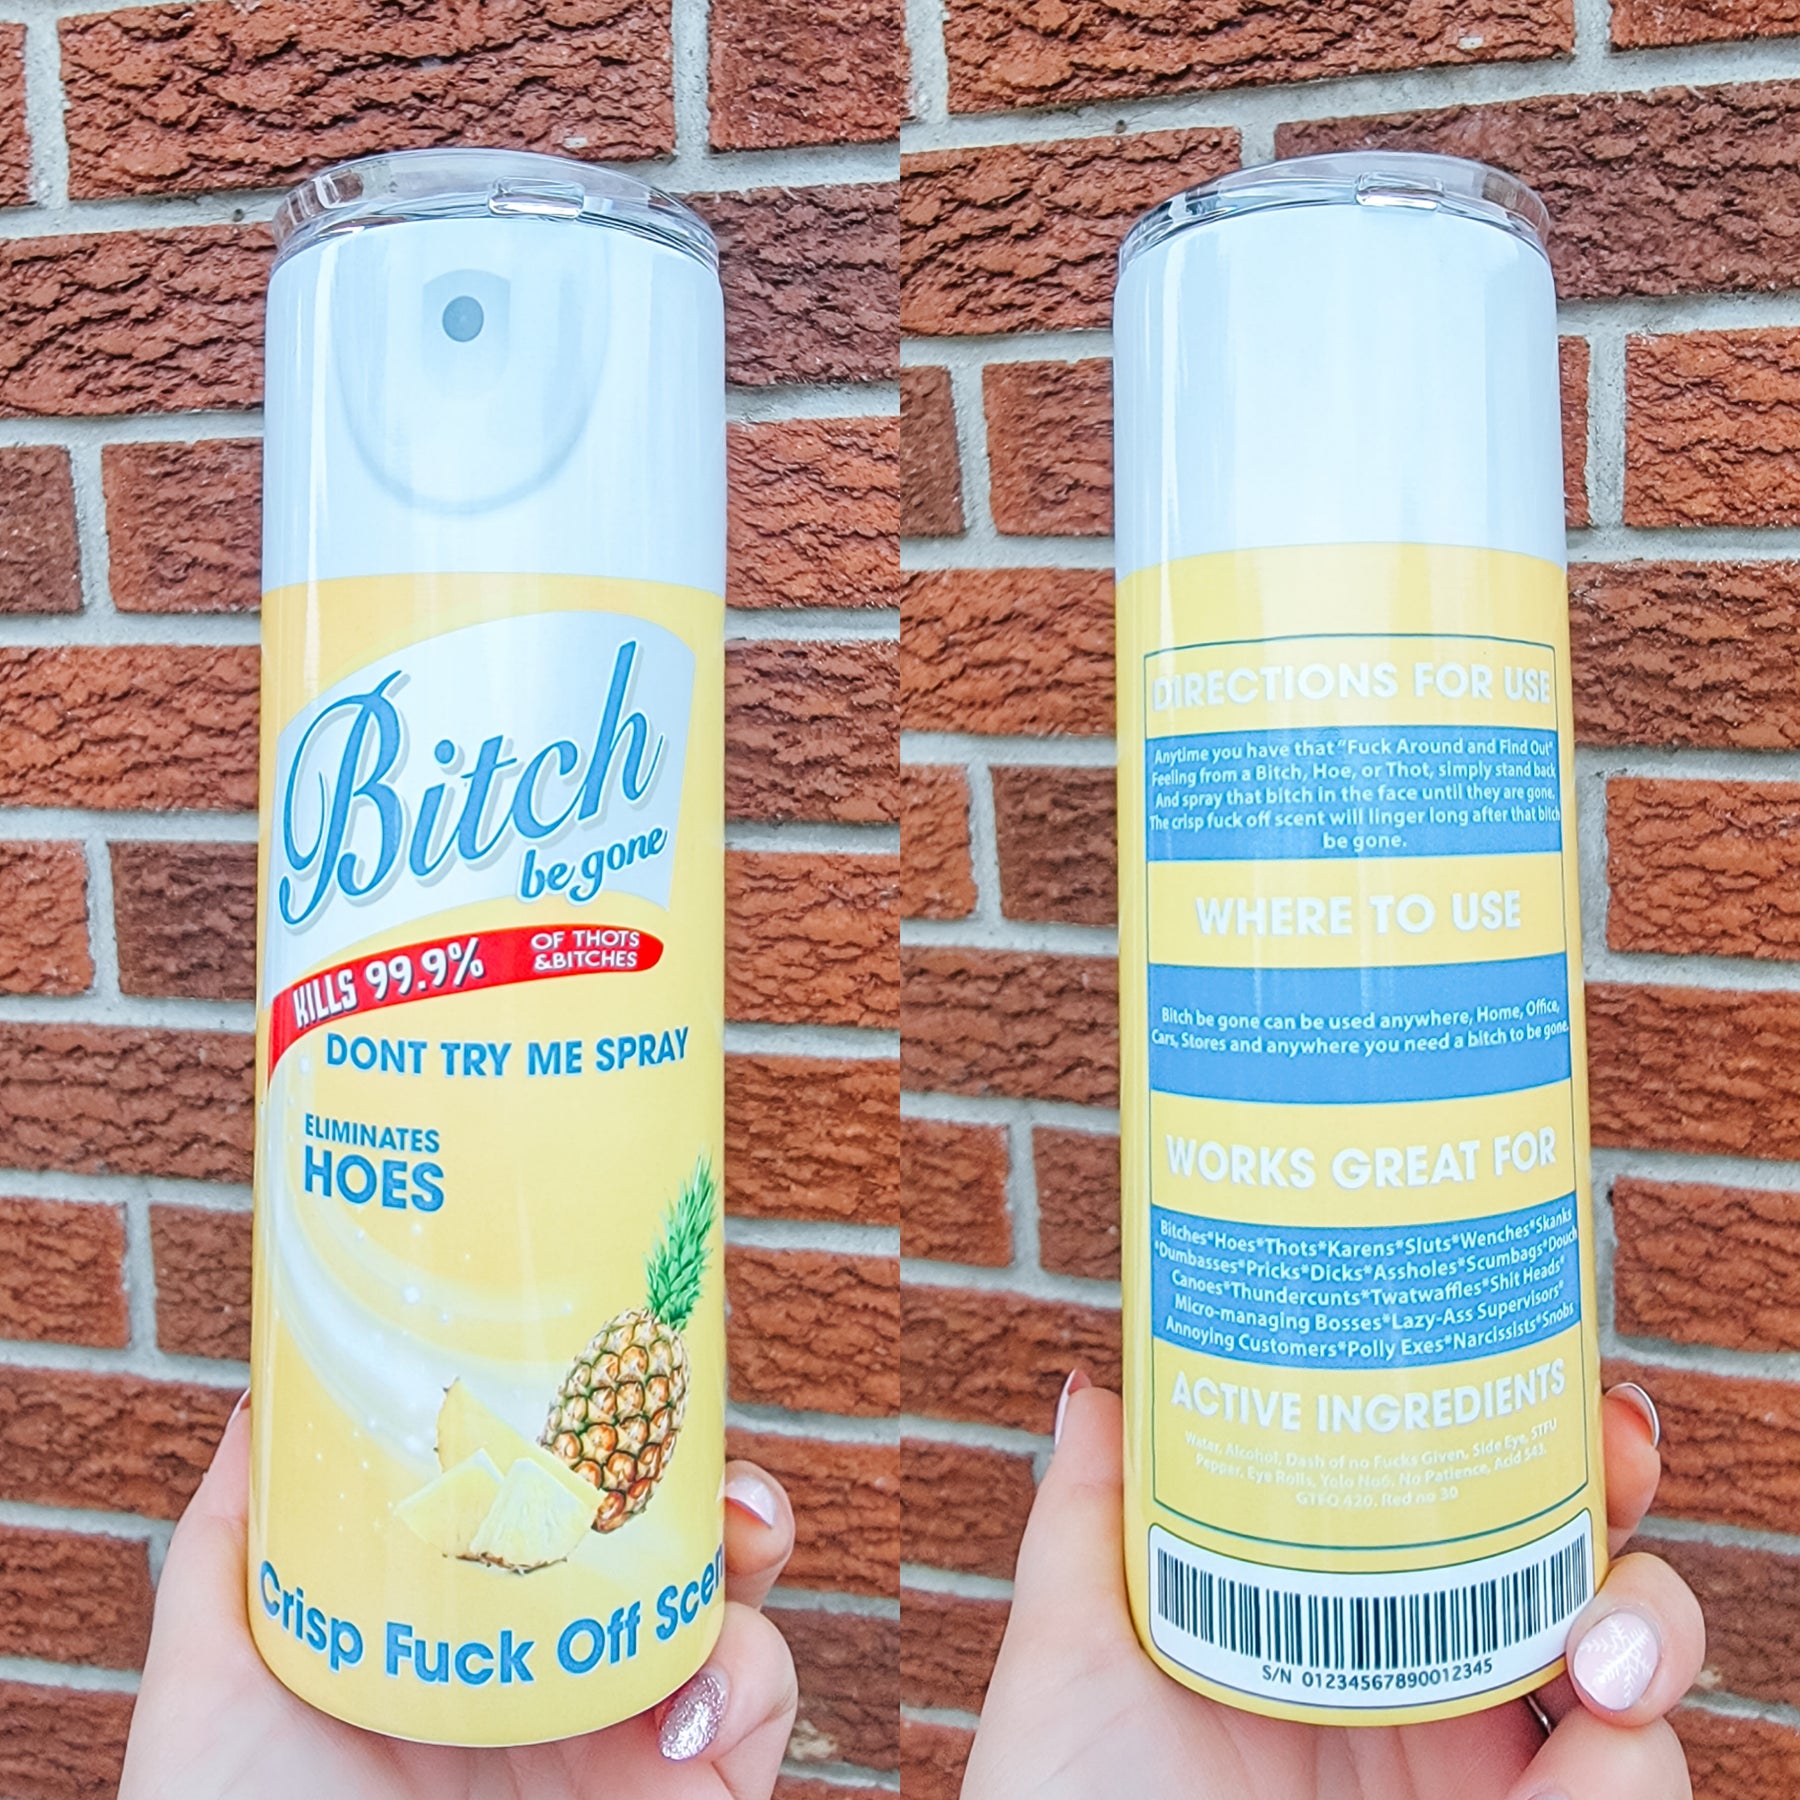 Bitch
be gone
KILLS 99.9% OF THOTS
&BITCHES
DONT TRY ME SPRAY
ELIMINATES
HOES
Crisp Fuck Off Scen
DIRECTIONS FOR USE
Anytime you have that "Fuck Around and Find Out"
Feeling from a Bitch, Hoe, or Thot, simply stand back
And spray that bitch in the face until they are gone.
The crisp fuck off scent will linger long after that bitch
be gone.
WHERE TO USE
Bitch be gone can be used anywhere, Home, Office,
Cars, Stores and anywhere you need a bitch to be gone.
WORKS GREAT FOR
Bitches*Hoes*Thots*Karens*Sluts*Wenches*Skanks
*Dumbasses*Pricks*Dicks*Assholes*Scumbags*Douch
Canoes*Thundercunts*Twatwaffles*Shit Heads*
Micro-managing Bosses*Lazy-Ass Supervisors*
Annoying Customers*Polly Exes*Narcissists*Snobs
ACTIVE INGREDIENTS
Water, Alcohol, Dash of no Fucks Given, Side Eye, STFU
Pepper, Eye Rolls, Yolo No6, No Patience, Acid 543,
GTFO 420, Red no 30
S/N 01234567890012345